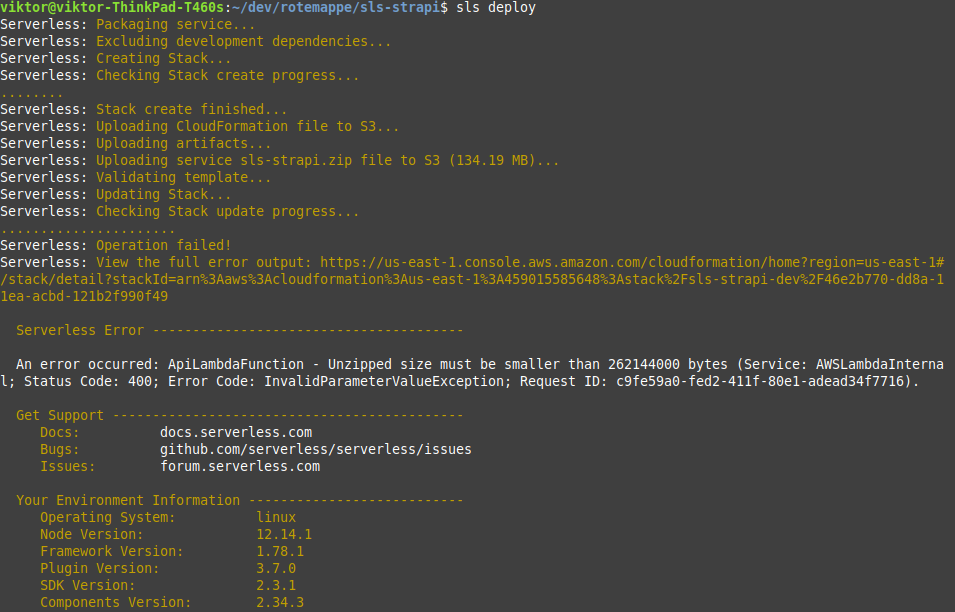 viktor@viktor-ThinkPad-T460s:~/dev/rotemappe/sls-strapi$ sls deploy
Serverless: Packaging service...
Serverless: Excluding development dependencies...
Serverless: Creating Stack...
Serverless: Checking Stack create progress...
........
Serverless: Stack create finished...
Serverless: Uploading CloudFormation file to S3...
Serverless: Uploading artifacts...
Serverless: Uploading service sls-strapi.zip file to S3 (134.19 MB)...
Serverless: Validating template...
Serverless: Updating Stack...
Serverless: Checking Stack update progress...
......................
Serverless: Operation failed!
Serverless: View the full error output: https://us-east-1.console.aws.amazon.com/cloudformation/home?region=us-east-1#
/stack/detail?stackId=arn%3Aaws%3Acloudformation%3Aus-east-1%3A459015585648%3Astack%2Fsls-strapi-dev%2F46e2b770-dd8a-1
1ea-acbd-121b2f990f49
Serverless Error ---------------------------------------
An error occurred: ApiLambdaFunction - Unzipped size must be smaller than 262144000 bytes (Service: AWSLambdaInterna
l; Status Code: 400; Error Code: InvalidParameterValueException; Request ID: c9fe59a0-fed2-411f-80e1-adead34f7716).
Get Support --------------------------------------------
Docs: docs.serverless.com
Bugs: github.com/serverless/serverless/issues
Issues: forum.serverless.com
Your Environment Information ---------------------------
Operating System: linux
Node Version: 12.14.1
Framework Version: 1.78.1
Plugin Version: 3.7.0
SDK Version: 2.3.1
Components Version: 2.34.3